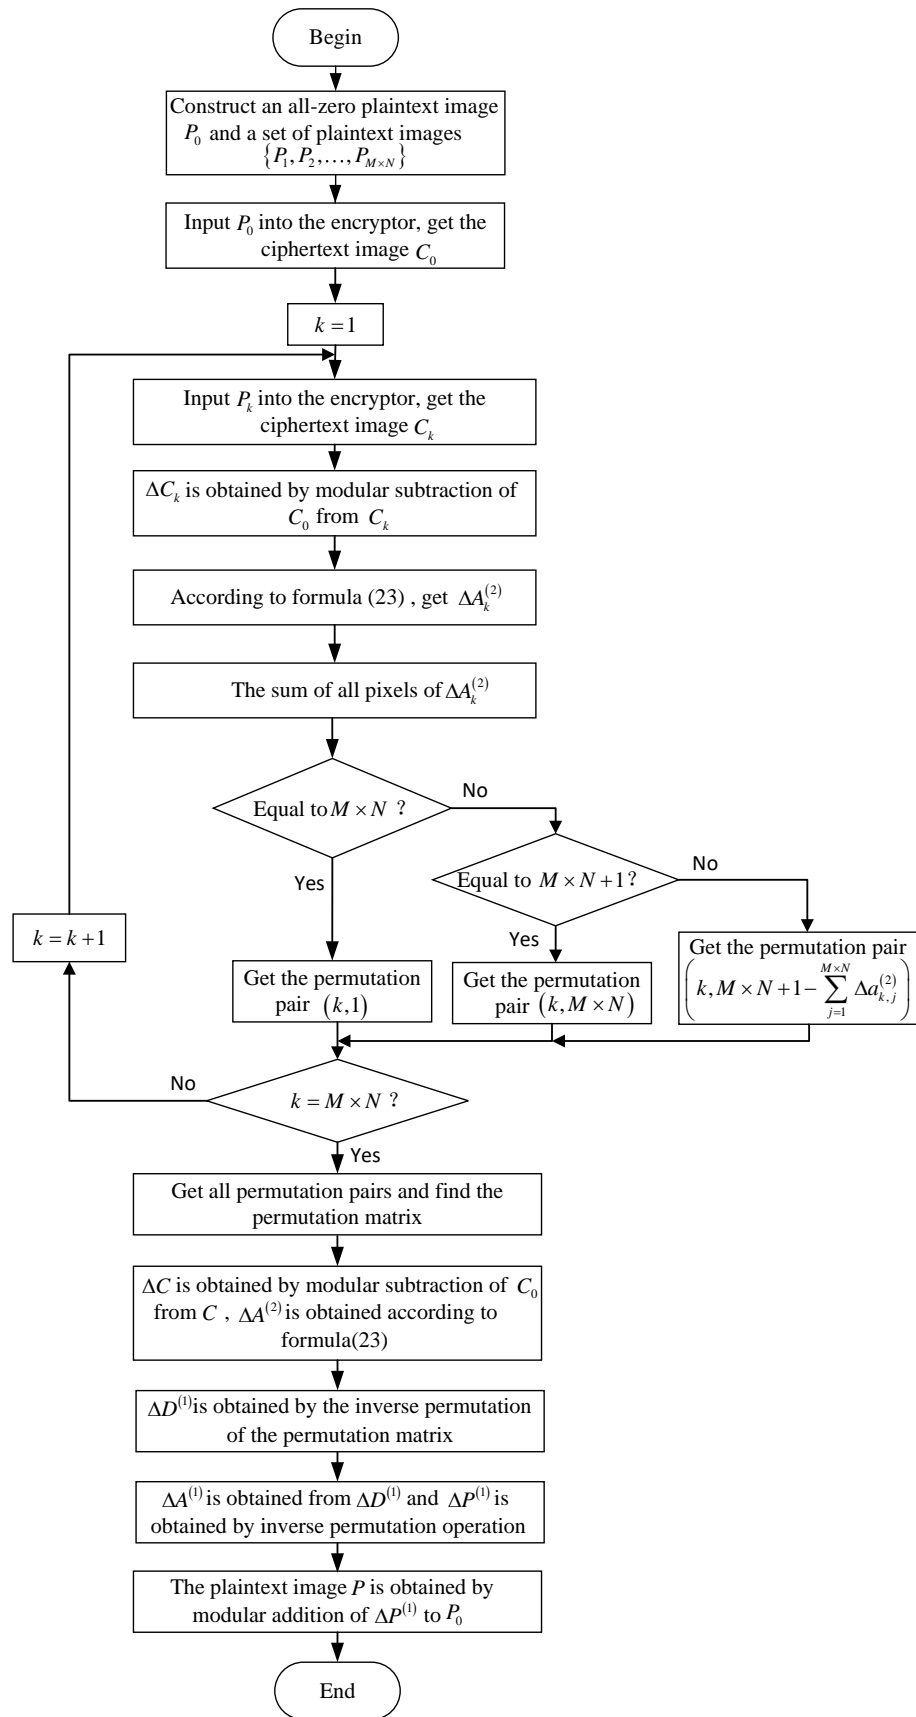 Begin
Construct an all-zero plaintext image
P₀ and a set of plaintext images
{P₁, P₂,…, P_{M×N}}
Input P₀ into the encryptor, get the
ciphertext image C₀
k = 1
Input P_k into the encryptor, get the
ciphertext image C_k
ΔC_k is obtained by modular subtraction of
C₀ from C_k
According to formula (23) , get ΔA_k^{(2)}
The sum of all pixels of ΔA_k^{(2)}
Equal to M × N ?
No
Equal to M × N +1?
No
Yes
Yes
k = k +1
Get the permutation
pair (k,1)
Get the permutation
pair (k, M × N)
Get the permutation pair
(k, M × N +1− \sum_{j=1}^{M×N} Δa_{k,j}^{(2)})
No
k = M × N ?
Yes
Get all permutation pairs and find the
permutation matrix
ΔC is obtained by modular subtraction of C₀
from C , ΔA^{(2)} is obtained according to
formula(23)
ΔD^{(1)} is obtained by the inverse permutation
of the permutation matrix
ΔA^{(1)} is obtained from ΔD^{(1)} and ΔP^{(1)} is
obtained by inverse permutation operation
The plaintext image P is obtained by
modular addition of ΔP^{(1)} to P₀
End